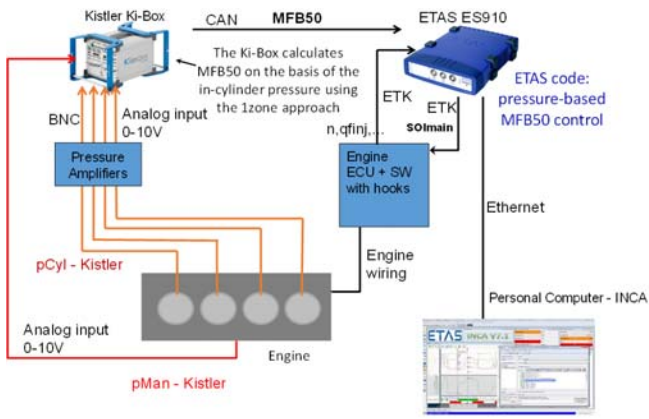 Kistler Ki-Box
CAN
MFB50
ETAS ES910
The Ki-Box calculates
MFB50 on the basis of the
in-cylinder pressure using
the 1zone approach
ETAS code:
pressure-based
MFB50 control
BNC
Analog input
0-10V
ETK
ETK
SOImain
n,qfinj,...
Pressure
Amplifiers
Engine
ECU + SW
with hooks
Ethernet
pCyl - Kistler
Engine
wiring
Personal Computer - INCA
ETAS INCA V7.1
Analog input
0-10V
Engine
pMan - Kistler